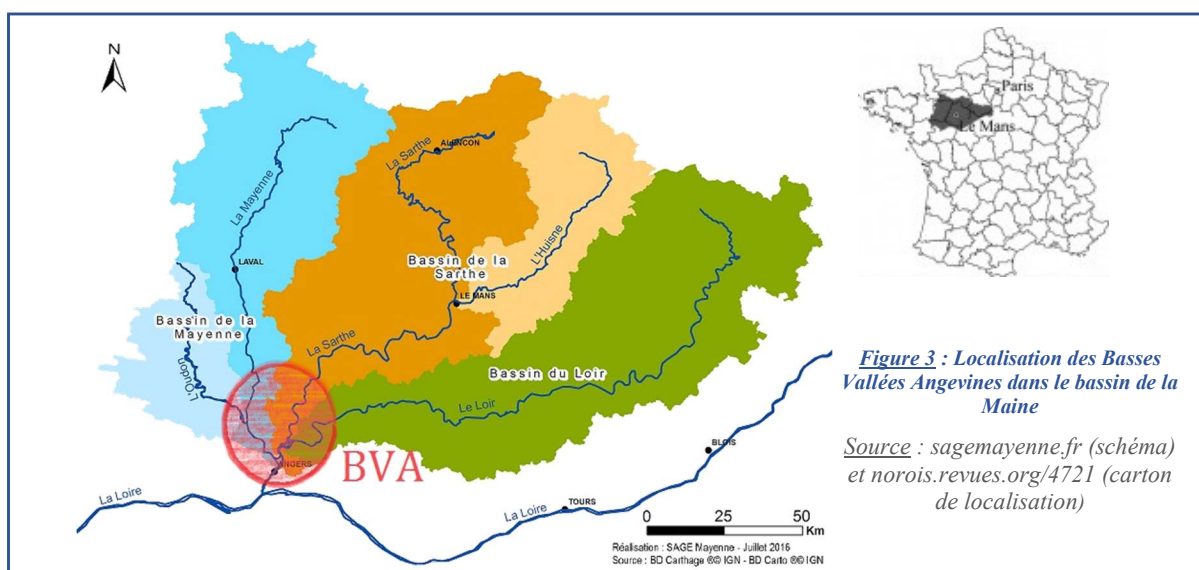 N
Paris
Le Mans
La Mayenne
La Sarthe
ALENÇON
L'Huisne
LAVAL
Bassin de la
Sarthe
LE MANS
Bassin de la
Mayenne
L'Oudon
La Sarthe
Bassin du Loir
Le Loir
ANGERS
BVA
BLOIS
TOURS
La Loire
La Loire
0 25 50
Km
Réalisation : SAGE Mayenne - Juillet 2016
Source : BD Carthage ®© IGN - BD Carto ®© IGN
Figure 3 : Localisation des Basses
Vallées Angevines dans le bassin de la
Maine
Source : sagemayenne.fr (schéma)
et norois.revues.org/4721 (carton
de localisation)